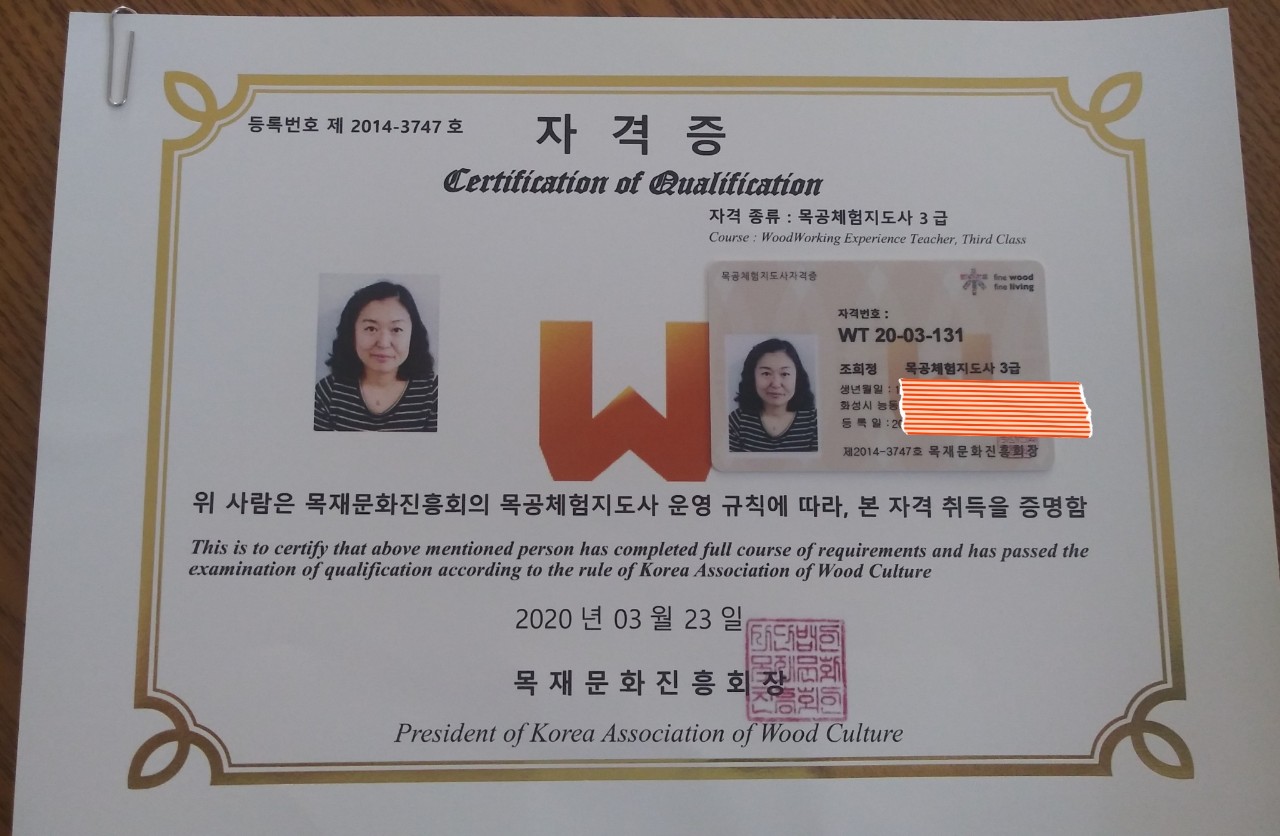 등록번호 제 2014-3747 호
자 격 증
Certification of Qualification
자격 종류 : 목공체험지도사 3 급
Course : WoodWorking Experience Teacher, Third Class
목공체험지도사자격증
fine wood
fine living
자격번호 :
WT 20-03-131
조희정 목공체험지도사 3급
생년월일 : 1
화성시 능동
등 록 일 : 20
제2014-3747호 목재문화진흥회장
위 사람은 목재문화진흥회의 목공체험지도사 운영 규칙에 따라, 본 자격 취득을 증명함
This is to certify that above mentioned person has completed full course of requirements and has passed the
examination of qualification according to the rule of Korea Association of Wood Culture
2020 년 03 월 23 일
목 재 문 화 진 흥 회 장
President of Korea Association of Wood Culture